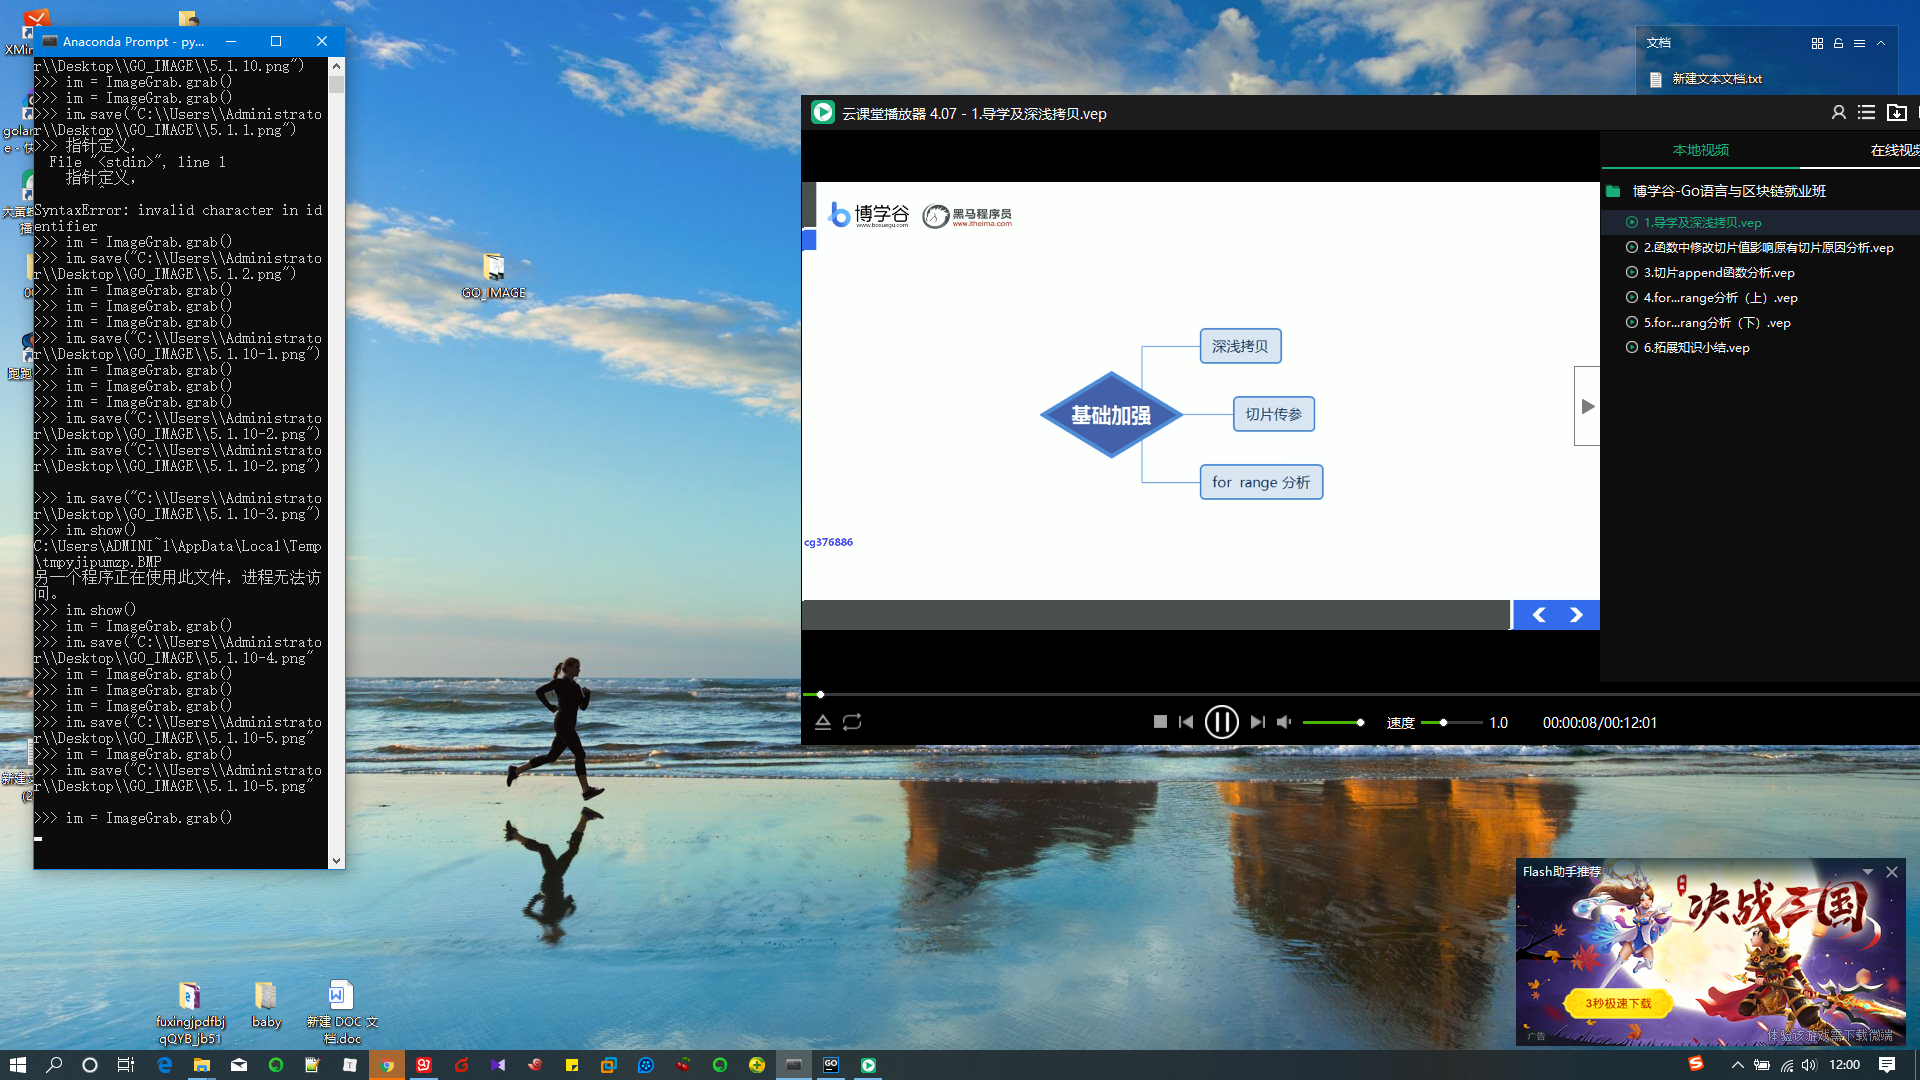 Anaconda Prompt - py...
r\\Desktop\\GO_IMAGE\\5.1.10.png")
>>> im = ImageGrab.grab()
>>> im = ImageGrab.grab()
>>> im.save("C:\\Users\\Administrato
r\\Desktop\\GO_IMAGE\\5.1.1.png")
>>> 指针定义，
File "<stdin>", line 1
指针定义，
^
SyntaxError: invalid character in id
entifier
>>> im = ImageGrab.grab()
>>> im.save("C:\\Users\\Administrato
r\\Desktop\\GO_IMAGE\\5.1.2.png")
>>> im = ImageGrab.grab()
>>> im = ImageGrab.grab()
>>> im = ImageGrab.grab()
>>> im.save("C:\\Users\\Administrato
r\\Desktop\\GO_IMAGE\\5.1.10-1.png")
>>> im = ImageGrab.grab()
>>> im = ImageGrab.grab()
>>> im = ImageGrab.grab()
>>> im.save("C:\\Users\\Administrato
r\\Desktop\\GO_IMAGE\\5.1.10-2.png")
>>> im.save("C:\\Users\\Administrato
r\\Desktop\\GO_IMAGE\\5.1.10-2.png")
>>> im.save("C:\\Users\\Administrato
r\\Desktop\\GO_IMAGE\\5.1.10-3.png")
>>> im.show()
C:\Users\ADMINI~1\AppData\Local\Temp
\tmpyjipumzp.BMP
另一个程序正在使用此文件，进程无法访
问。
>>> im.show()
>>> im = ImageGrab.grab()
>>> im.save("C:\\Users\\Administrato
r\\Desktop\\GO_IMAGE\\5.1.10-4.png"
>>> im = ImageGrab.grab()
>>> im = ImageGrab.grab()
>>> im = ImageGrab.grab()
>>> im.save("C:\\Users\\Administrato
r\\Desktop\\GO_IMAGE\\5.1.10-5.png"
>>> im = ImageGrab.grab()
>>> im.save("C:\\Users\\Administrato
r\\Desktop\\GO_IMAGE\\5.1.10-5.png"
>>> im = ImageGrab.grab()
GO_IMAGE
fuxingjpdfbj
qQYB_jb51
baby
新建 DOC 文
档.doc
文档
新建文本文档.txt
云课堂播放器 4.07 - 1.导学及深浅拷贝.vep
本地视频
在线视频
博学谷-Go语言与区块链就业班
1.导学及深浅拷贝.vep
2.函数中修改切片值影响原有切片原因分析.vep
3.切片append函数分析.vep
4.for...range分析（上）.vep
5.for...rang分析（下）.vep
6.拓展知识小结.vep
博学谷
www.boxuegu.com
黑马程序员
www.itheima.com
深浅拷贝
基础加强
切片传参
for range 分析
cg376886
速度
1.0
00:00:08/00:12:01
Flash助手推荐
决战三国
3秒极速下载
广告
体验该游戏需下载微端
12:00